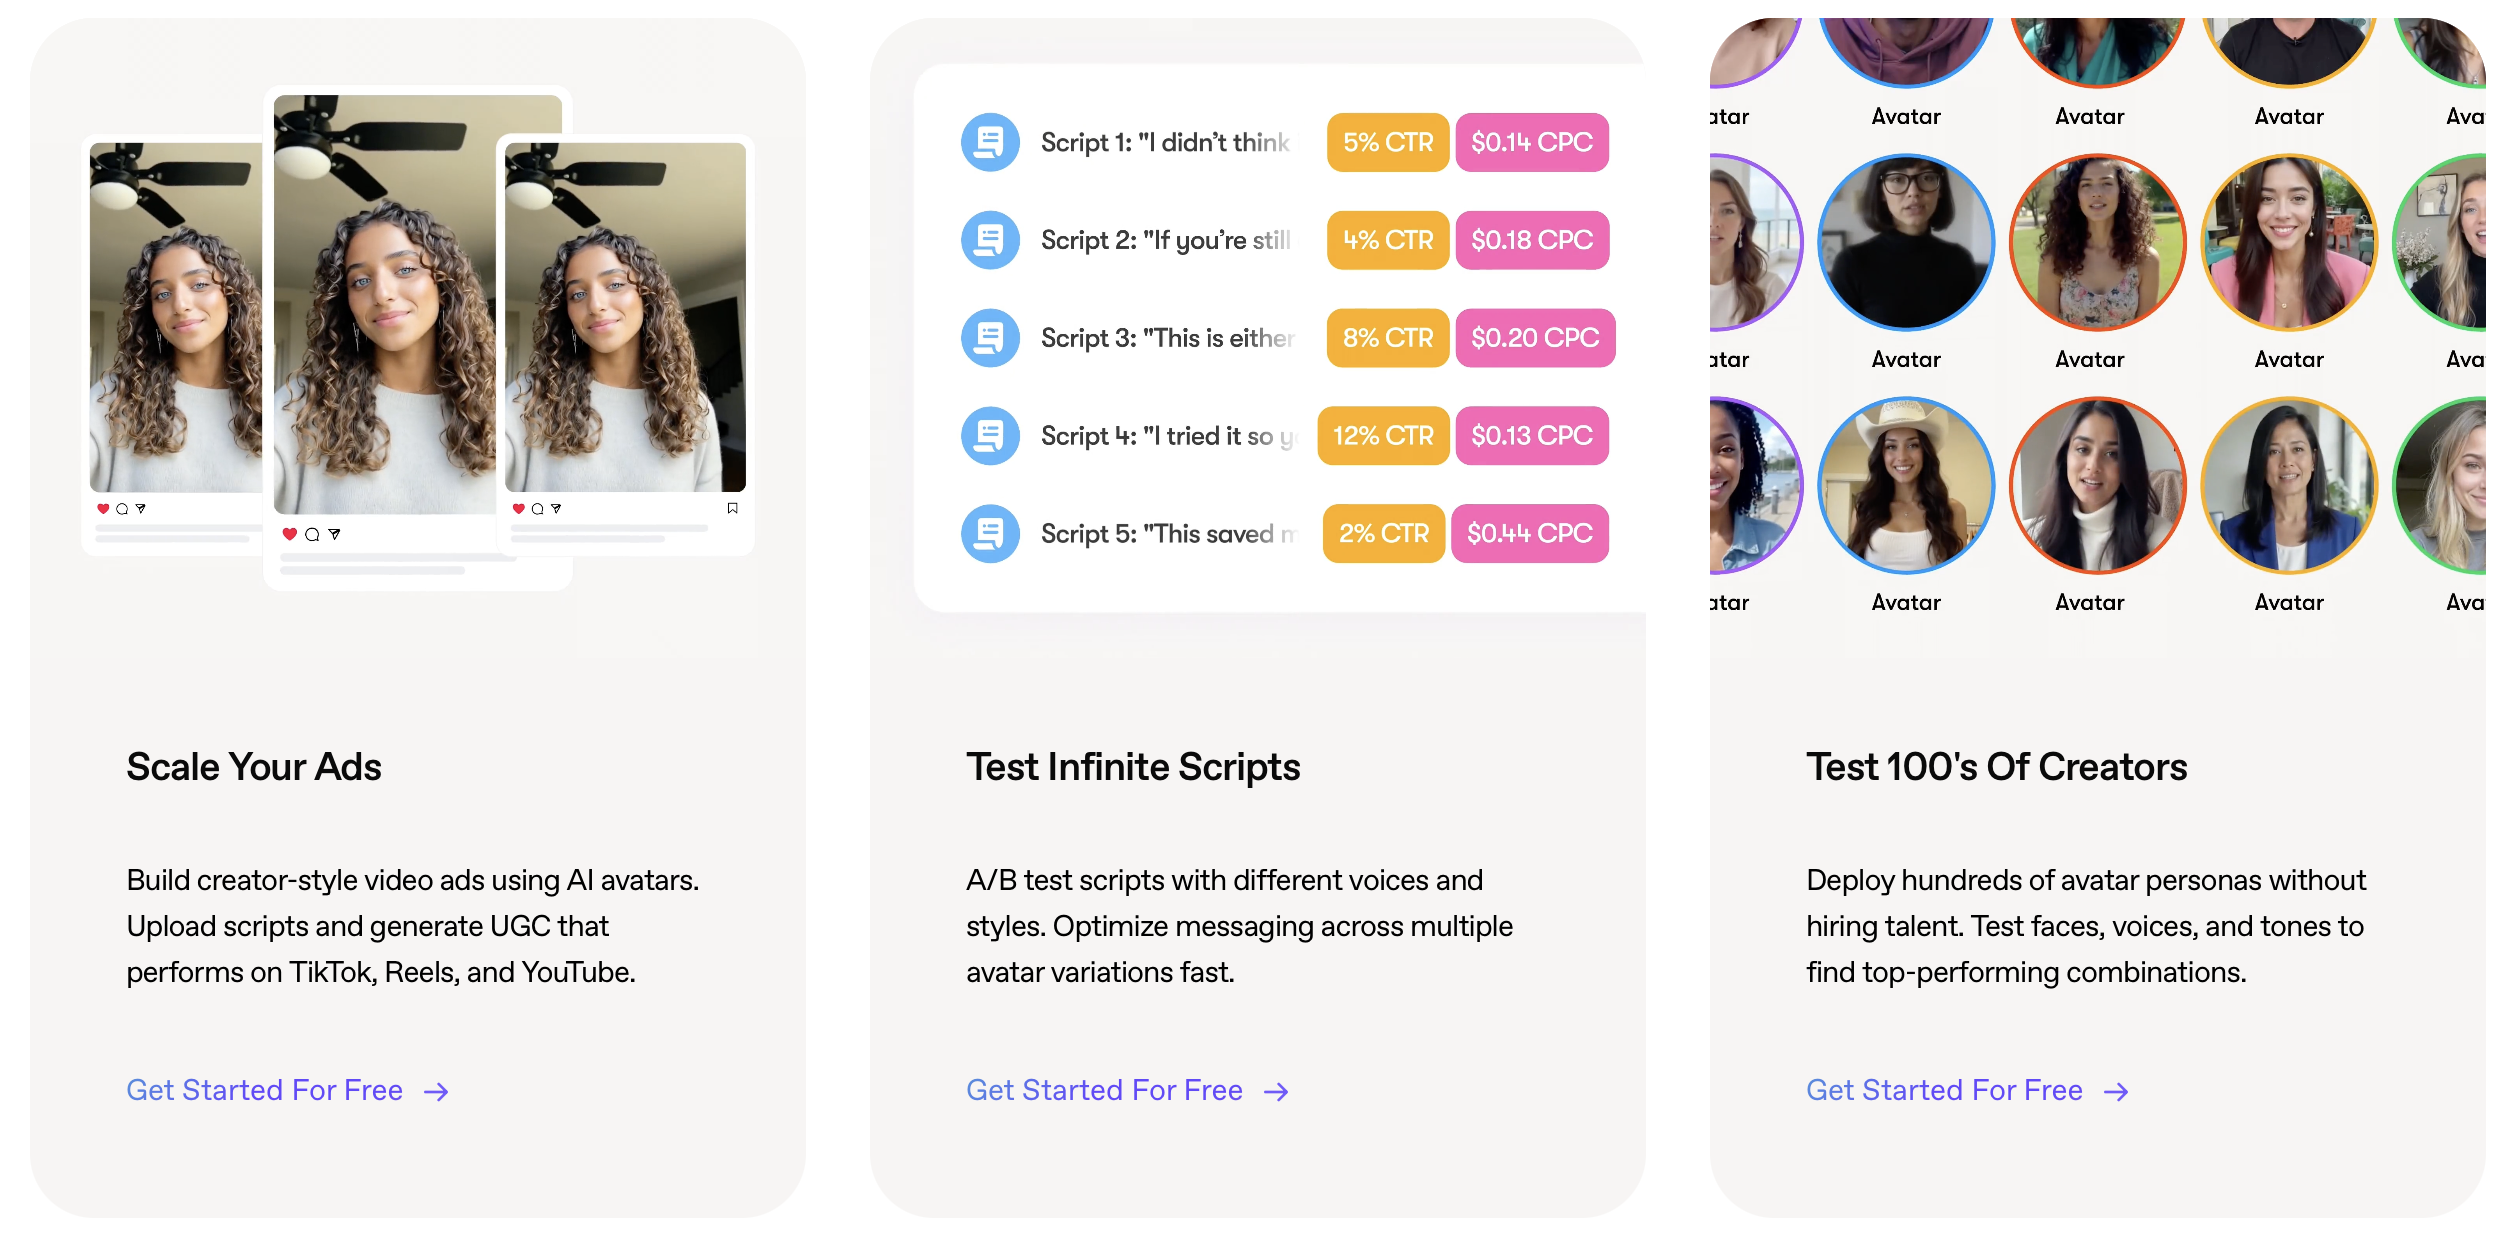 Script 1: "I didn't think
5% CTR
$0.14 CPC
Script 2: "If you're still
4% CTR
$0.18 CPC
Script 3: "This is either
8% CTR
$0.20 CPC
Script 4: "I tried it so
12% CTR
$0.13 CPC
Script 5: "This saved
2% CTR
$0.44 CPC
Avatar
Avatar
Avatar
Avatar
Avatar
Avatar
Avatar
Avatar
Avatar
Scale Your Ads
Build creator-style video ads using AI avatars.
Upload scripts and generate UGC that
performs on TikTok, Reels, and YouTube.
Get Started For Free →
Test Infinite Scripts
A/B test scripts with different voices and
styles. Optimize messaging across multiple
avatar variations fast.
Get Started For Free →
Test 100's Of Creators
Deploy hundreds of avatar personas without
hiring talent. Test faces, voices, and tones to
find top-performing combinations.
Get Started For Free →